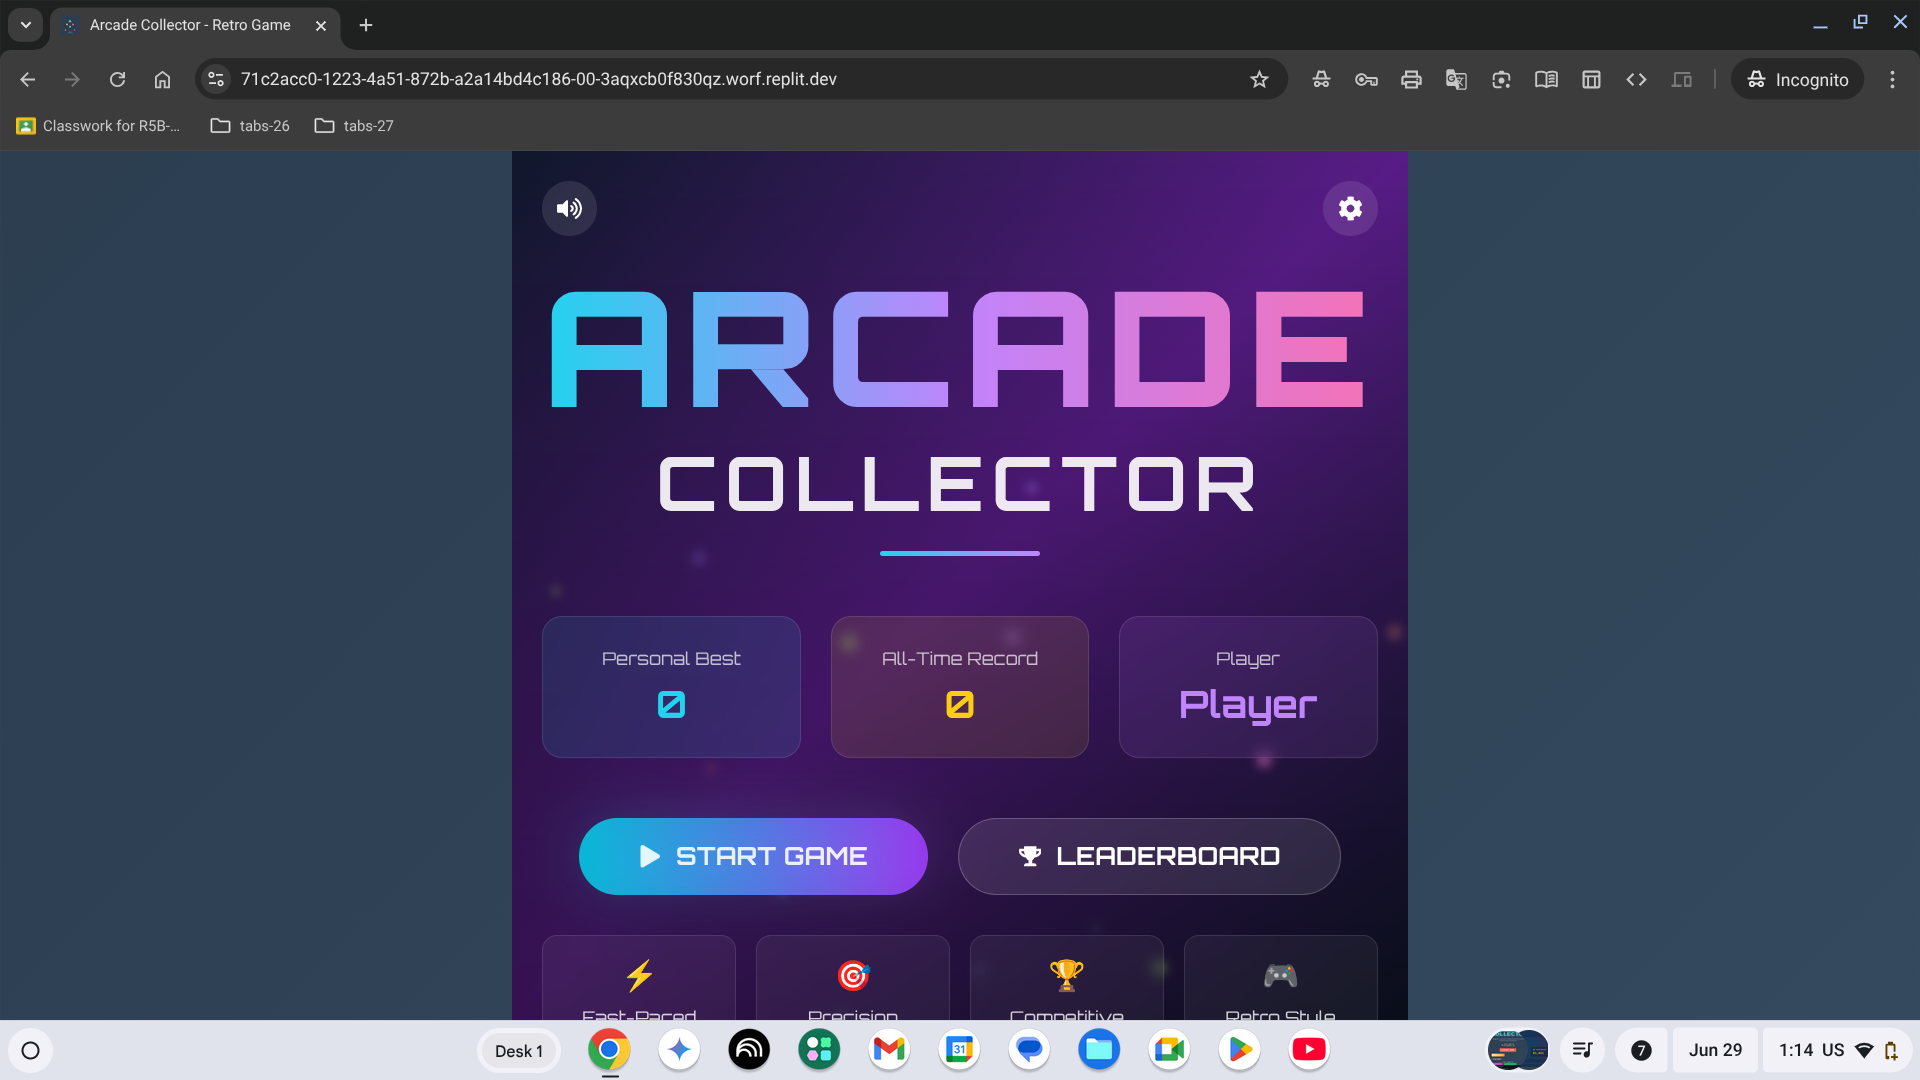 Arcade Collector - Retro Game
71c2acc0-1223-4a51-872b-a2a14bd4c186-00-3aqxcb0f830qz.worf.replit.dev
Incognito
Classwork for R5B-...
tabs-26
tabs-27
ARCADE
COLLECTOR
Personal Best
0
All-Time Record
0
Player
Player
START GAME
LEADERBOARD
Fast-Paced
Precision
Competitive
Retro Style
Desk 1
31
7
Jun 29
1:14 US